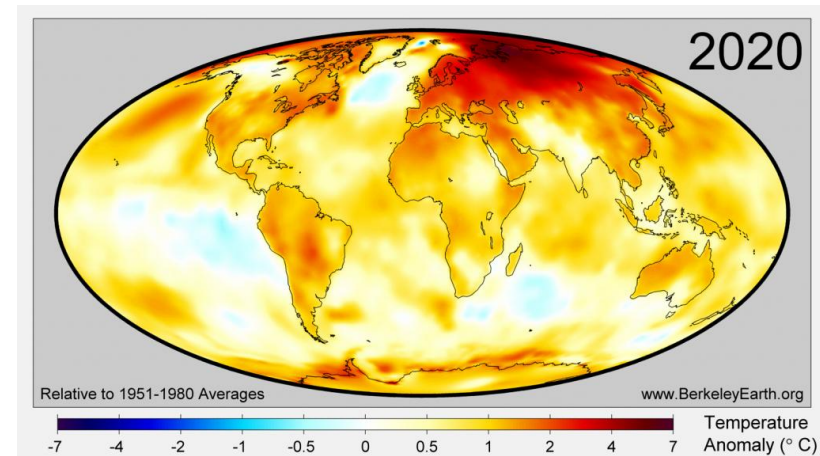 2020
Relative to 1951-1980 Averages
www.BerkeleyEarth.org
-7 -4 -2 -1 -0.5 0 0.5 1 2 4 7
Temperature
Anomaly (° C)